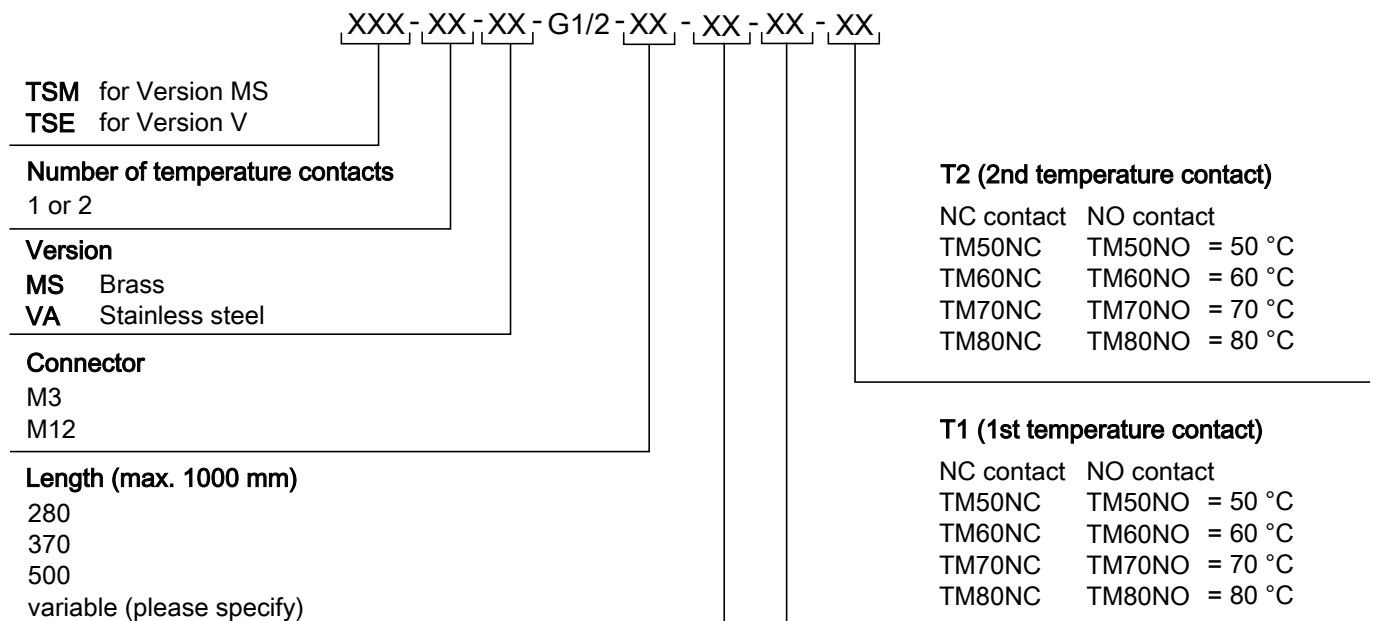 XXX - XX - XX - G1/2 - XX - XX - XX - XX
TSM for Version MS
TSE for Version V
Number of temperature contacts
1 or 2
Version
MS Brass
VA Stainless steel
Connector
M3
M12
Length (max. 1000 mm)
280
370
500
variable (please specify)
T2 (2nd temperature contact)
NC contact NO contact
TM50NC TM50NO = 50 °C
TM60NC TM60NO = 60 °C
TM70NC TM70NO = 70 °C
TM80NC TM80NO = 80 °C
T1 (1st temperature contact)
NC contact NO contact
TM50NC TM50NO = 50 °C
TM60NC TM60NO = 60 °C
TM70NC TM70NO = 70 °C
TM80NC TM80NO = 80 °C